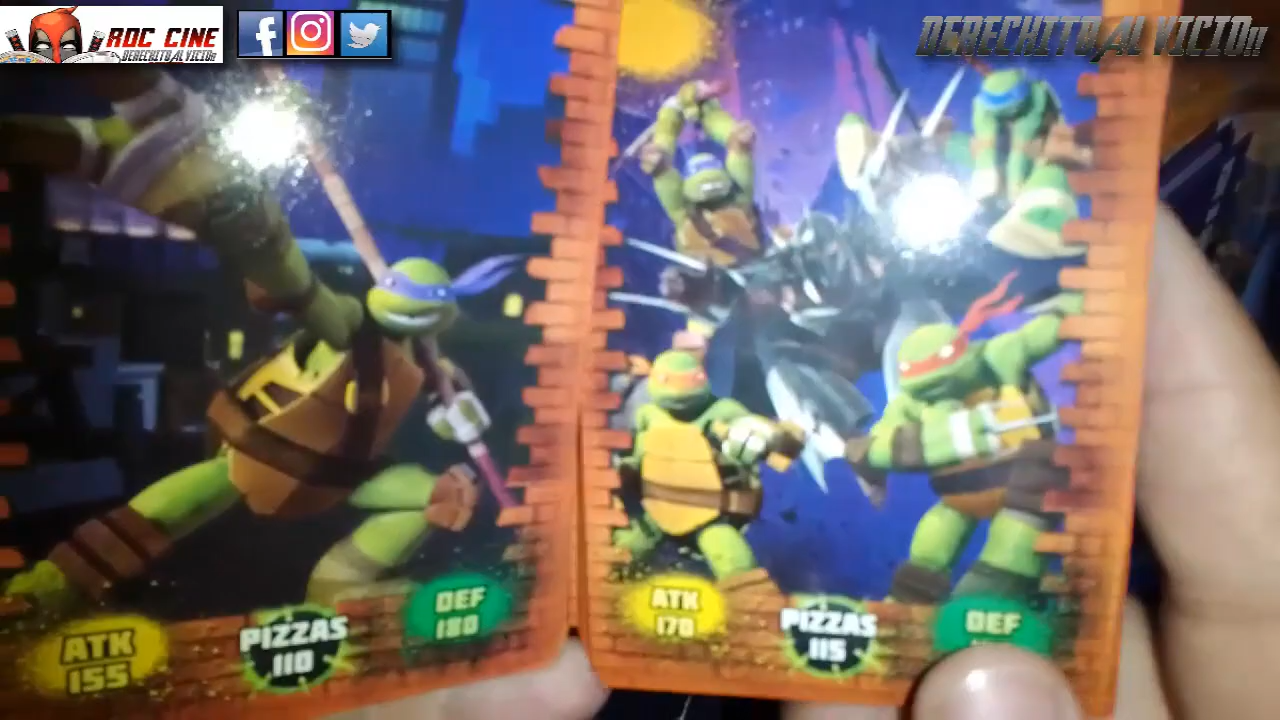 ROC CINE
DERECHITO AL VICIO!!
DERECHITO AL VICIO!!
ATK
155
PIZZAS
110
DEF
180
ATK
170
PIZZAS
115
DEF